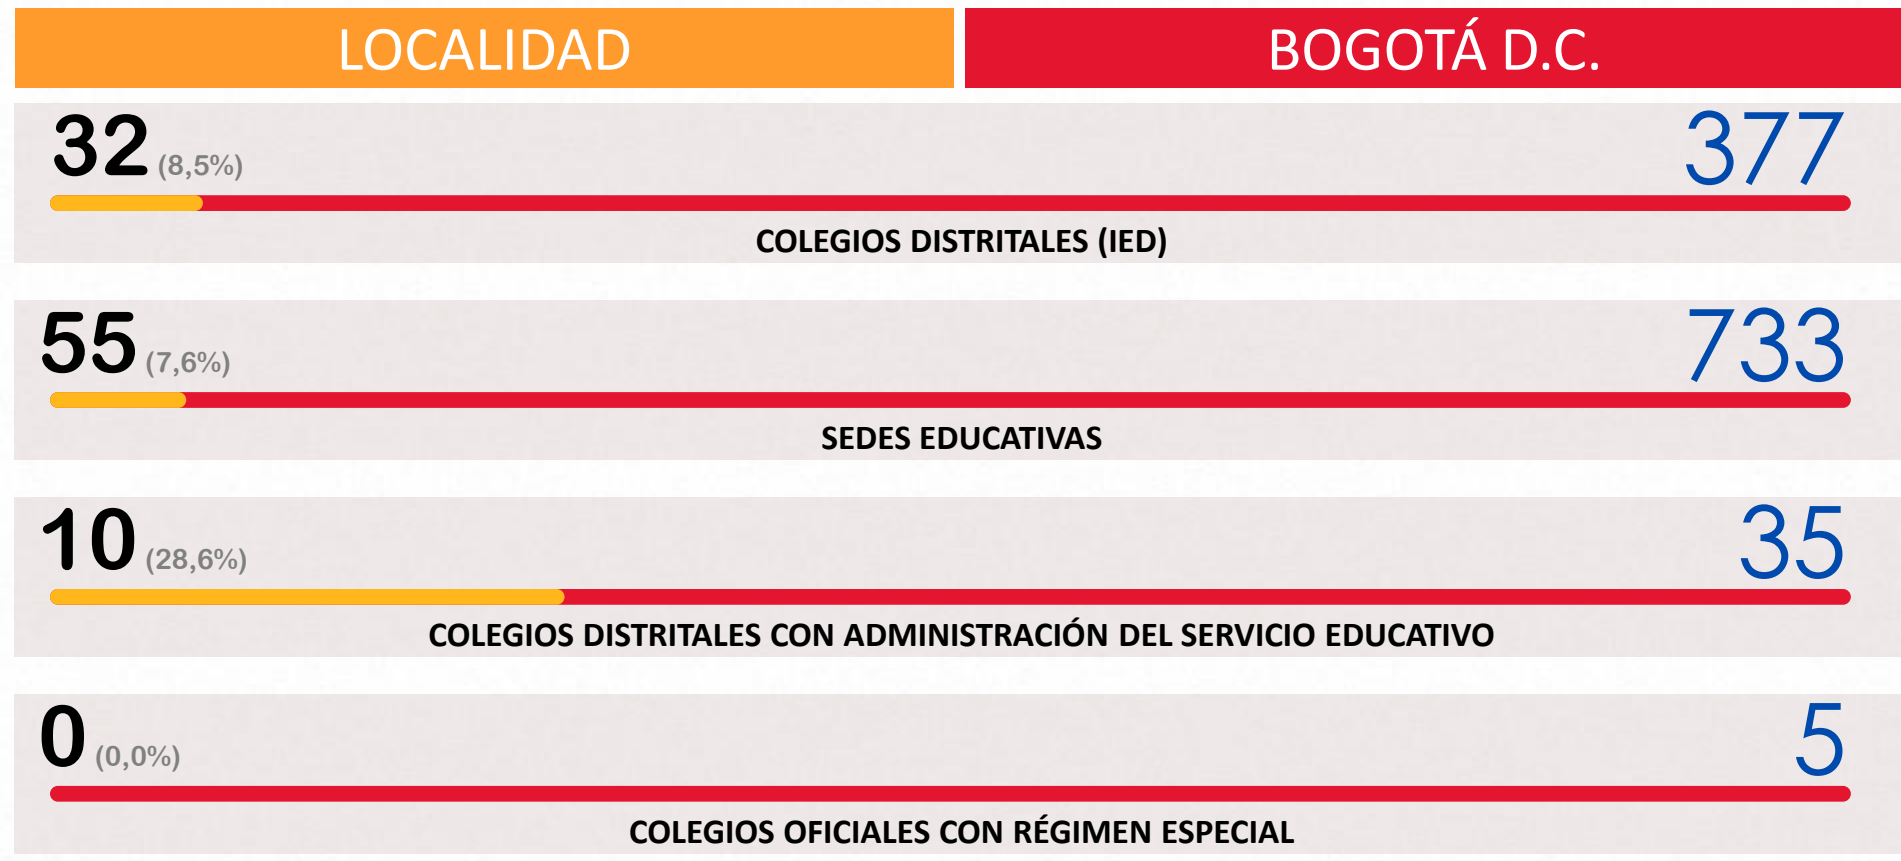 LOCALIDAD
BOGOTÁ D.C.
32 (8,5%)
377
COLEGIOS DISTRITALES (IED)
55 (7,6%)
733
SEDES EDUCATIVAS
10 (28,6%)
35
COLEGIOS DISTRITALES CON ADMINISTRACIÓN DEL SERVICIO EDUCATIVO
0 (0,0%)
5
COLEGIOS OFICIALES CON RÉGIMEN ESPECIAL